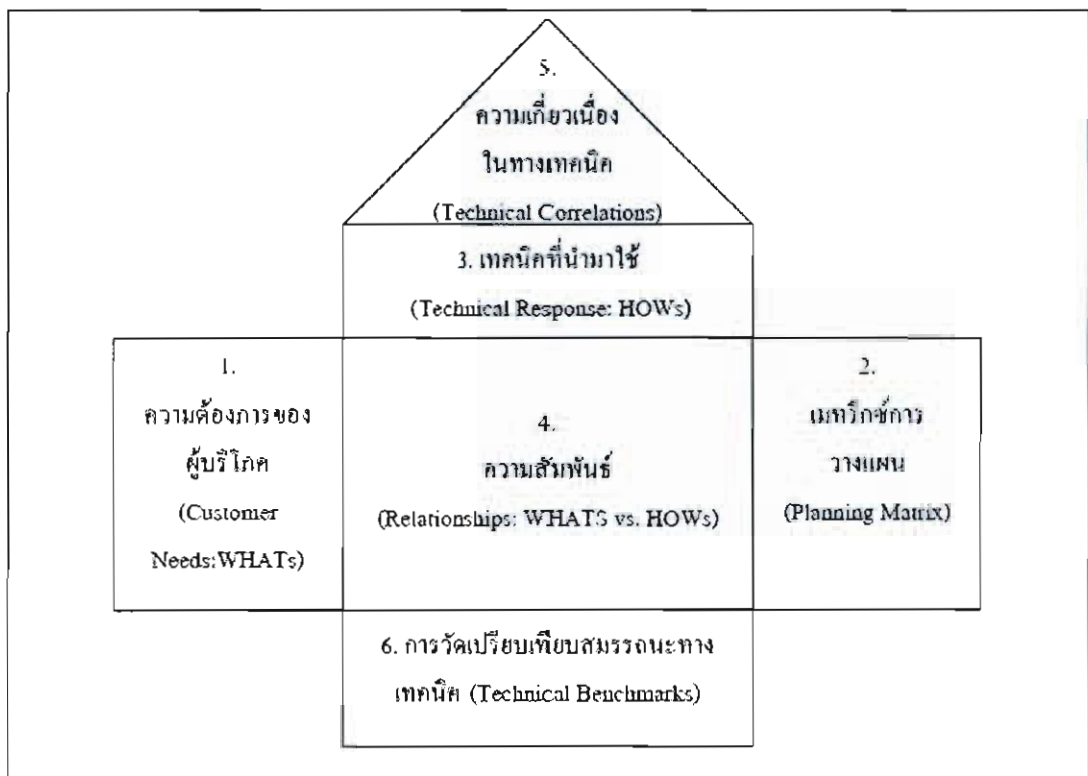 5.
ความเกี่ยวเนื่อง
ในทางเทคนิค
(Technical Correlations)
3. เทคนิคที่นำมาใช้
(Technical Response: HOWs)
1.
ความต้องการของ
ผู้บริโภค
(Customer
Needs:WHATs)
4.
ความสัมพันธ์
(Relationships: WHATS vs. HOWs)
2.
เมทริกซ์การ
วางแผน
(Planning Matrix)
6. การวัดเปรียบเทียบสมรรถนะทาง
เทคนิค (Technical Benchmarks)